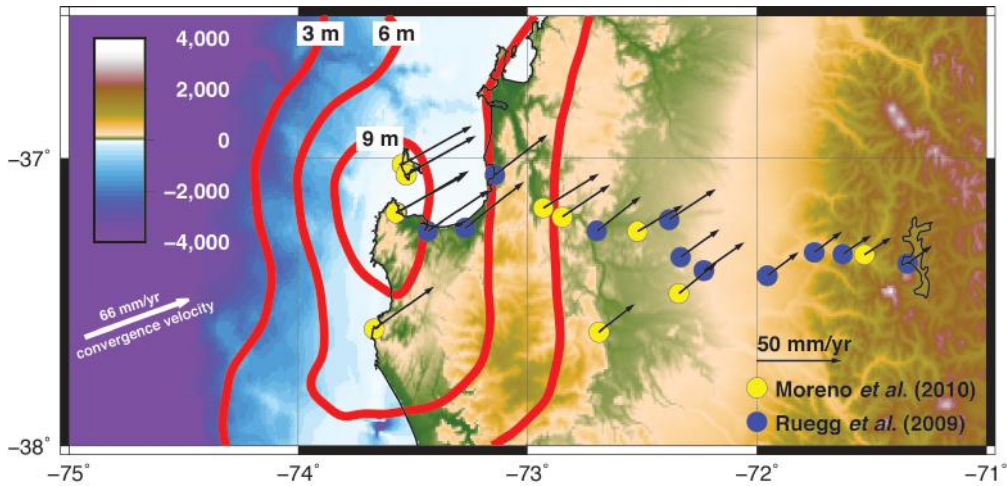 3 m
6 m
4,000
2,000
0
−2,000
−4,000
9 m
−37°
−38°
66 mm/yr
convergence velocity
50 mm/yr
Moreno et al. (2010)
Ruegg et al. (2009)
−75°
−74°
−73°
−72°
−71°